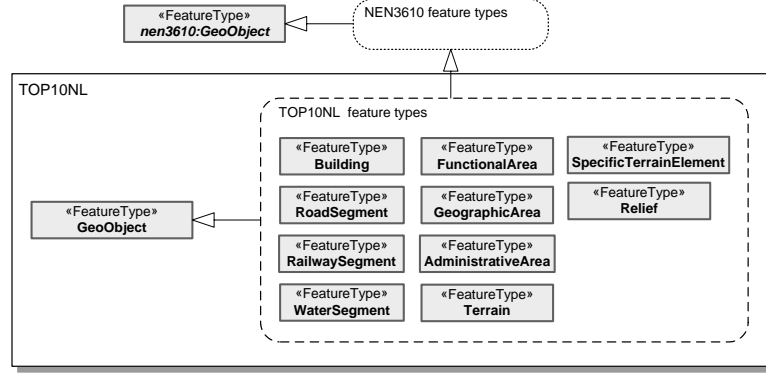 «FeatureType»
nen3610:GeoObject
NEN3610 feature types
TOP10NL
TOP10NL feature types
«FeatureType»
GeoObject
«FeatureType»
Building
«FeatureType»
FunctionalArea
«FeatureType»
SpecificTerrainElement
«FeatureType»
RoadSegment
«FeatureType»
GeographicArea
«FeatureType»
Relief
«FeatureType»
RailwaySegment
«FeatureType»
AdministrativeArea
«FeatureType»
WaterSegment
«FeatureType»
Terrain